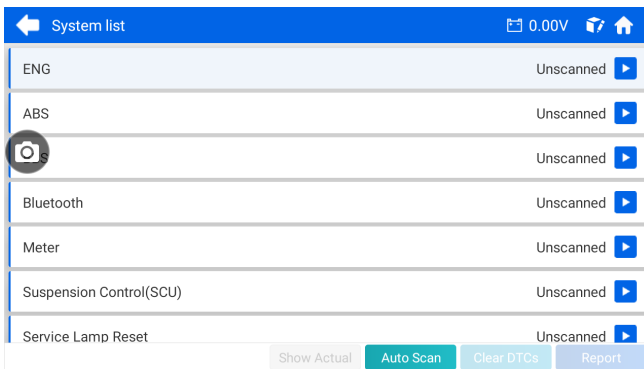 System list 0.00V
ENG Unscanned
ABS Unscanned
Unscanned
Bluetooth Unscanned
Meter Unscanned
Suspension Control(SCU) Unscanned
Service Lamp Reset Unscanned
Show Actual Auto Scan Clear DTCs Report